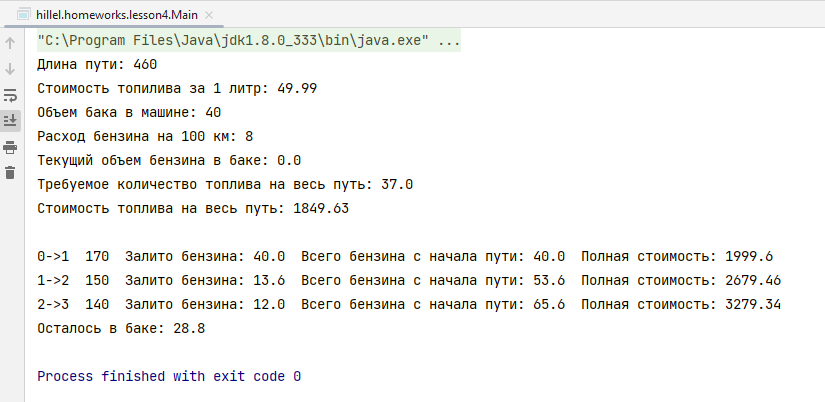 hillel.homeworks.lesson4.Main
"C:\Program Files\Java\jdk1.8.0_333\bin\java.exe" ...
Длина пути: 460
Стоимость топилива за 1 литр: 49.99
Объем бака в машине: 40
Расход бензина на 100 км: 8
Текущий объем бензина в баке: 0.0
Требуемое количество топлива на весь путь: 37.0
Стоимость топлива на весь путь: 1849.63
0->1  170  Залито бензина: 40.0  Всего бензина с начала пути: 40.0  Полная стоимость: 1999.6
1->2  150  Залито бензина: 13.6  Всего бензина с начала пути: 53.6  Полная стоимость: 2679.46
2->3  140  Залито бензина: 12.0  Всего бензина с начала пути: 65.6  Полная стоимость: 3279.34
Осталось в баке: 28.8
Process finished with exit code 0